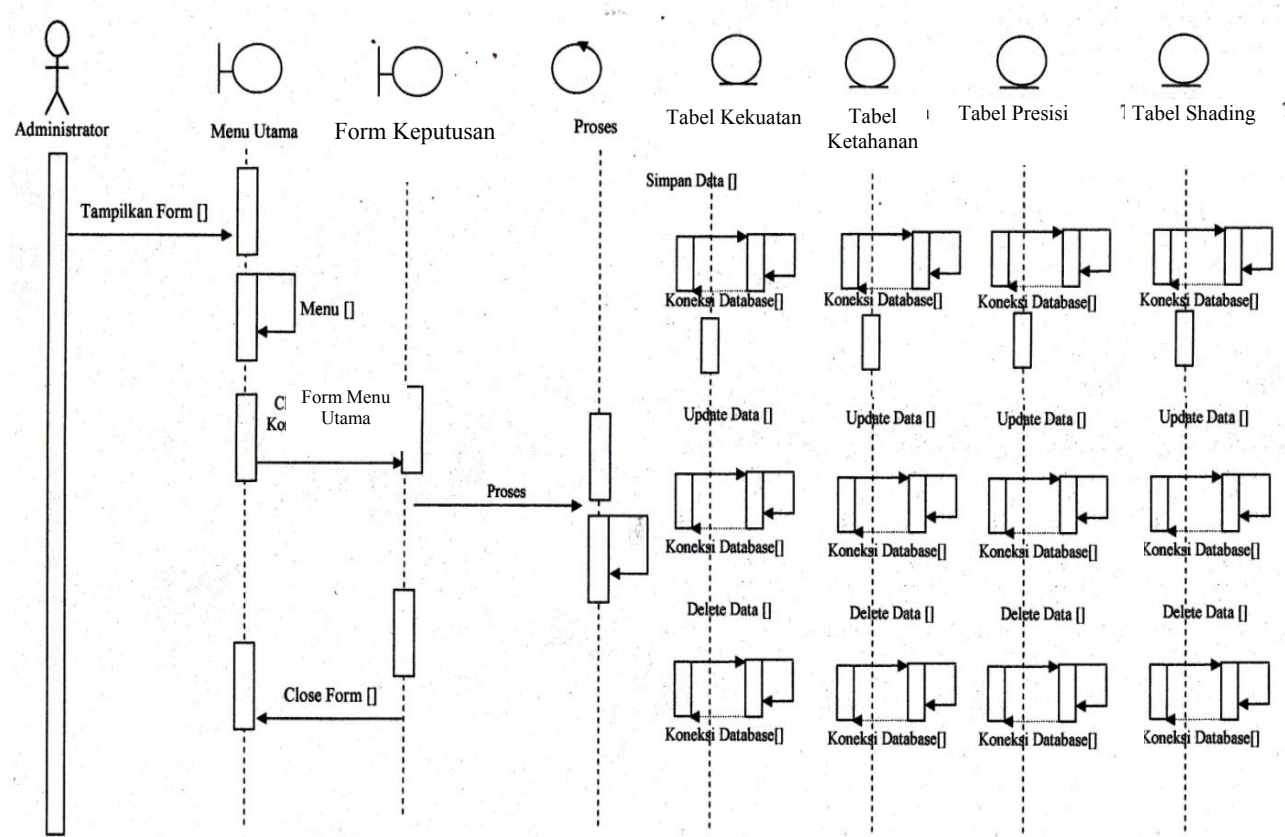 Administrator
Menu Utama
Form Keputusan
Proses
Tabel Kekuatan
Tabel
Ketahanan
Tabel Presisi
Tabel Shading
Simpan Data []
Tampilkan Form []
Koneksi Database[]
Koneksi Database[]
Koneksi Database[]
Koneksi Database[]
Menu []
Form Menu
Utama
Update Data []
Update Data []
Update Data []
Update Data []
Proses
Koneksi Database[]
Koneksi Database[]
Koneksi Database[]
Koneksi Database[]
Delete Data []
Delete Data []
Delete Data []
Delete Data []
Close Form []
Koneksi Database[]
Koneksi Database[]
Koneksi Database[]
Koneksi Database[]